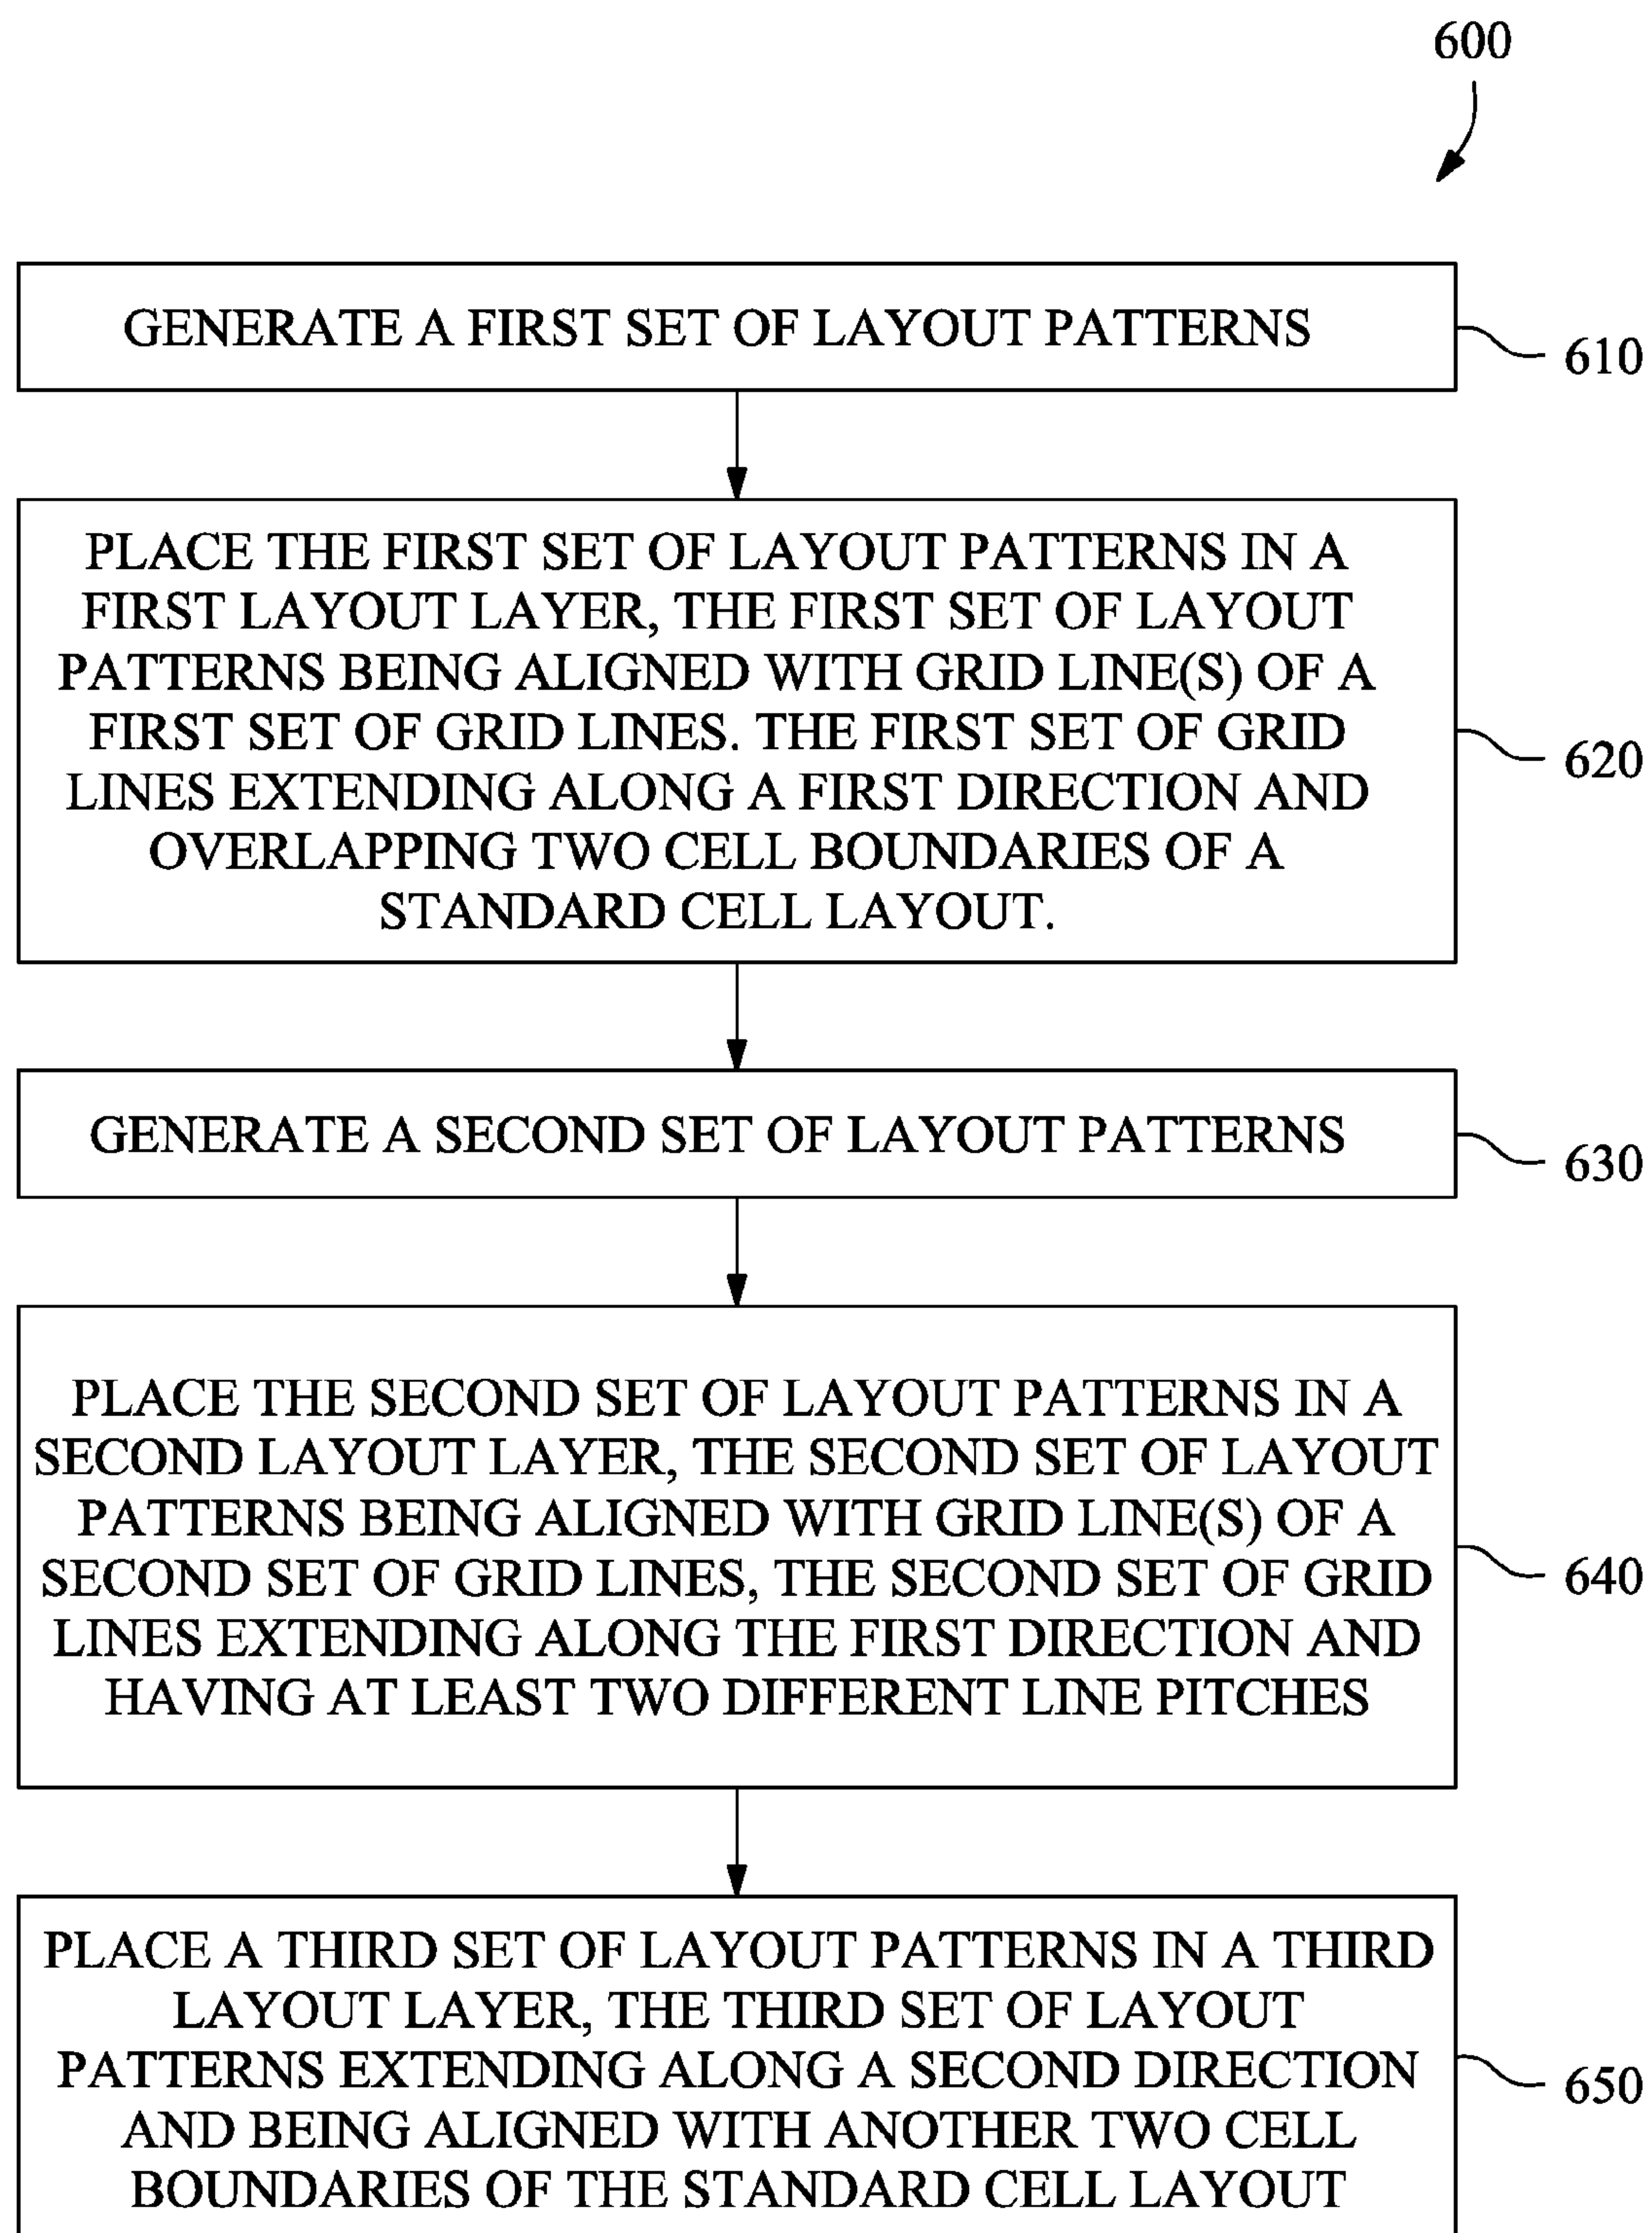 600
GENERATE A FIRST SET OF LAYOUT PATTERNS
610
PLACE THE FIRST SET OF LAYOUT PATTERNS IN A
FIRST LAYOUT LAYER, THE FIRST SET OF LAYOUT
PATTERNS BEING ALIGNED WITH GRID LINE(S) OF A
FIRST SET OF GRID LINES. THE FIRST SET OF GRID
LINES EXTENDING ALONG A FIRST DIRECTION AND
OVERLAPPING TWO CELL BOUNDARIES OF A
STANDARD CELL LAYOUT.
620
GENERATE A SECOND SET OF LAYOUT PATTERNS
630
PLACE THE SECOND SET OF LAYOUT PATTERNS IN A
SECOND LAYOUT LAYER, THE SECOND SET OF LAYOUT
PATTERNS BEING ALIGNED WITH GRID LINE(S) OF A
SECOND SET OF GRID LINES, THE SECOND SET OF GRID
LINES EXTENDING ALONG THE FIRST DIRECTION AND
HAVING AT LEAST TWO DIFFERENT LINE PITCHES
640
PLACE A THIRD SET OF LAYOUT PATTERNS IN A THIRD
LAYOUT LAYER, THE THIRD SET OF LAYOUT
PATTERNS EXTENDING ALONG A SECOND DIRECTION
AND BEING ALIGNED WITH ANOTHER TWO CELL
BOUNDARIES OF THE STANDARD CELL LAYOUT
650